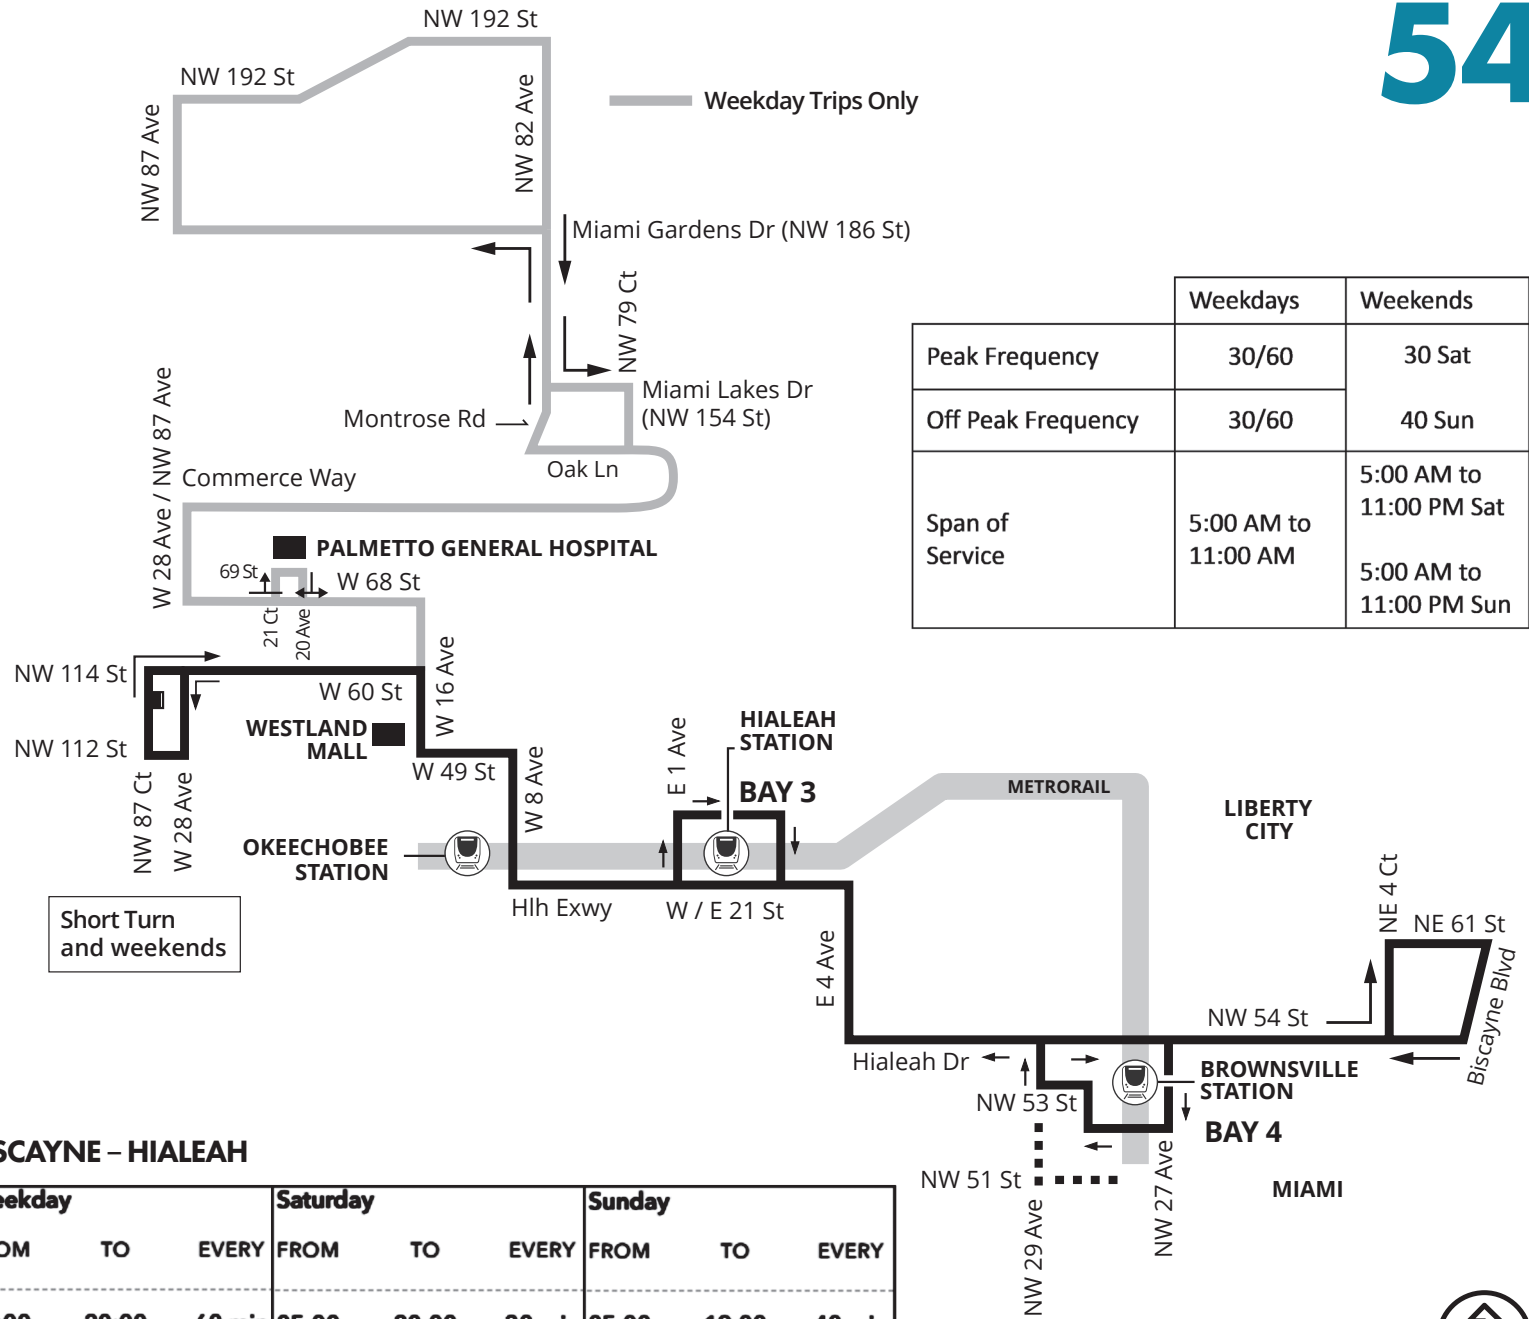 54
NW 192 St
NW 192 St
NW 87 Ave
NW 82 Ave
Weekday Trips Only
Miami Gardens Dr (NW 186 St)
NW 79 Ct
Miami Lakes Dr
(NW 154 St)
Montrose Rd
Oak Ln
W 28 Ave / NW 87 Ave
Commerce Way
PALMETTO GENERAL HOSPITAL
69 St
W 68 St
21 Ct
20 Ave
NW 114 St
W 60 St
W 16 Ave
WESTLAND
MALL
NW 112 St
W 49 St
NW 87 Ct
W 28 Ave
W 8 Ave
E 1 Ave
HIALEAH
STATION
BAY 3
OKEECHOBEE
STATION
METRORAIL
LIBERTY
CITY
Short Turn
and weekends
Hlh Exwy
W / E 21 St
E 4 Ave
NE 4 Ct
NE 61 St
Biscayne Blvd
NW 54 St
Hialeah Dr
BROWNSVILLE
STATION
NW 53 St
BAY 4
NW 51 St
NW 29 Ave
NW 27 Ave
MIAMI
Weekdays Weekends
Peak Frequency 30/60 30 Sat
Off Peak Frequency 30/60 40 Sun
Span of
Service
5:00 AM to
11:00 AM
5:00 AM to
11:00 PM Sat
5:00 AM to
11:00 PM Sun
SCAYNE – HIALEAH
eekday Saturday Sunday
OM TO EVERY FROM TO EVERY FROM TO EVERY